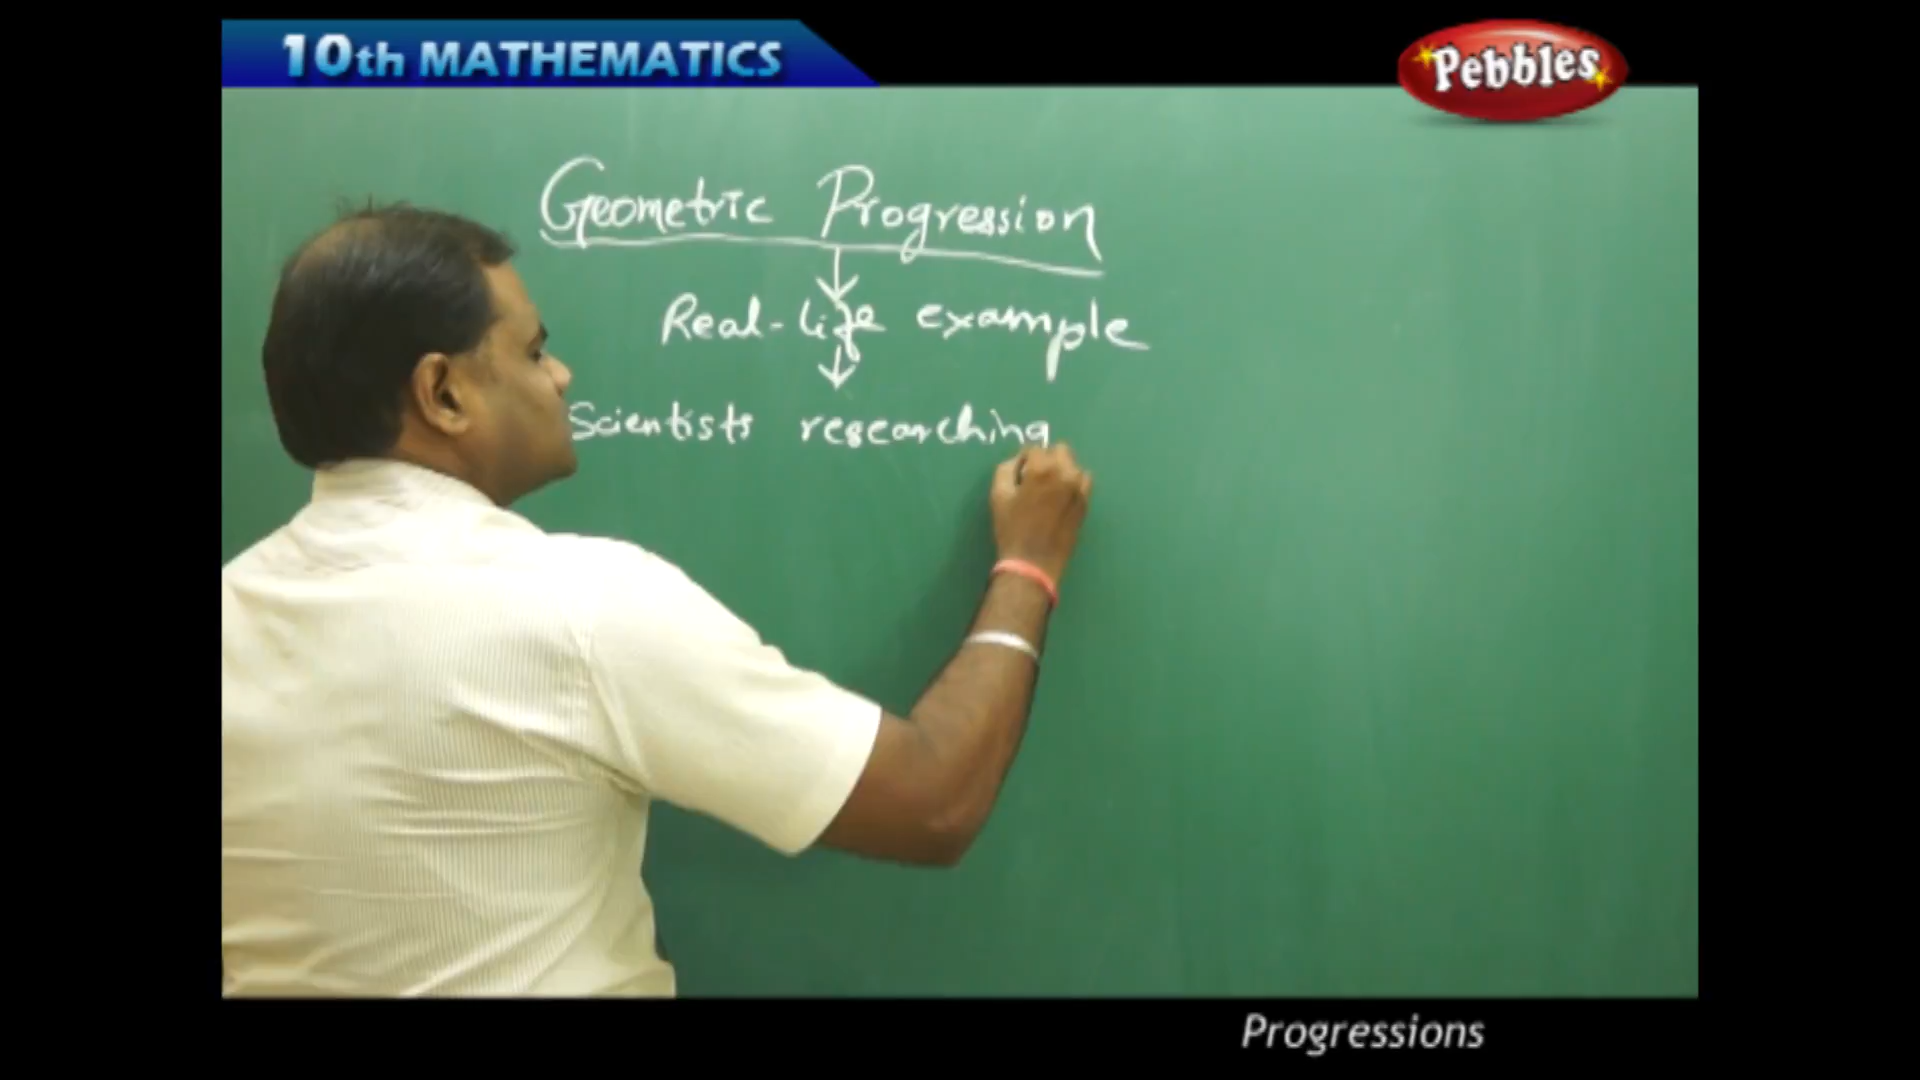 10th MATHEMATICS
Pebbles
Geometric Progression
Real-life example
Scientists researching
Progressions